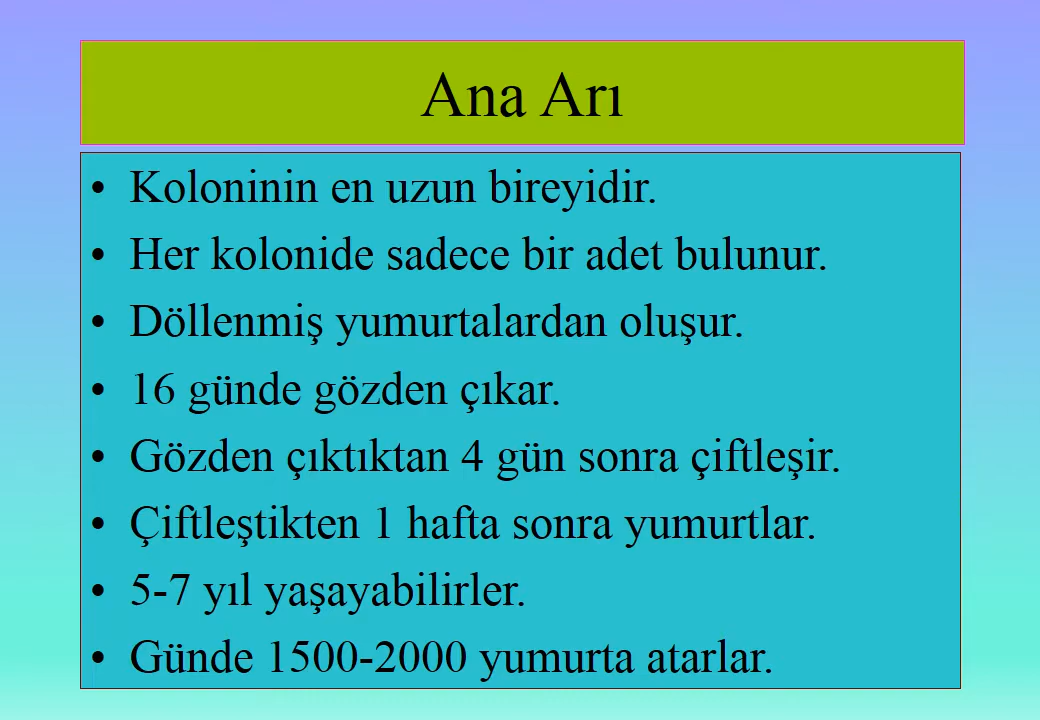 Ana Arı
• Koloninin en uzun bireyidir.
• Her kolonide sadece bir adet bulunur.
• Döllenmiş yumurtalardan oluşur.
• 16 günde gözden çıkar.
• Gözden çıktıktan 4 gün sonra çiftleşir.
• Çiftleştikten 1 hafta sonra yumurtlar.
• 5-7 yıl yaşayabilirler.
• Günde 1500-2000 yumurta atarlar.